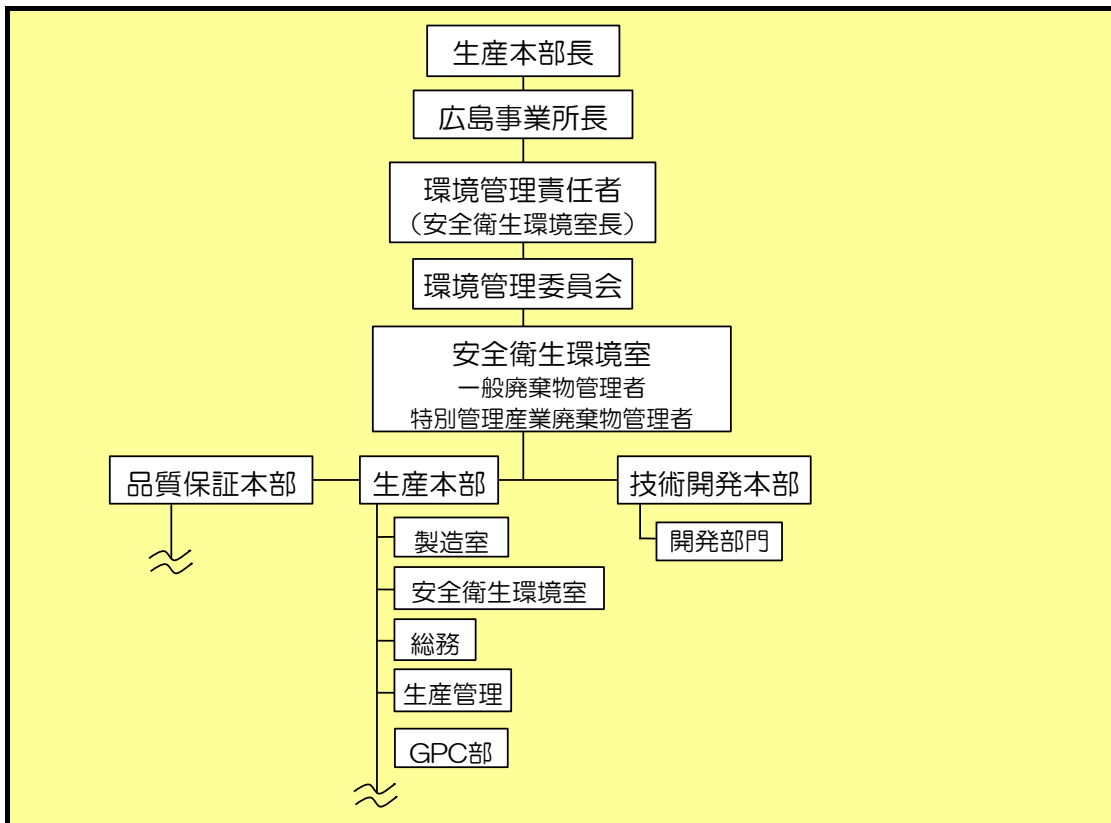 生産本部長
広島事業所長
環境管理責任者
（安全衛生環境室長）
環境管理委員会
安全衛生環境室
一般廃棄物管理者
特別管理産業廃棄物管理者
品質保証本部
生産本部
技術開発本部
製造室
開発部門
安全衛生環境室
総務
生産管理
GPC部